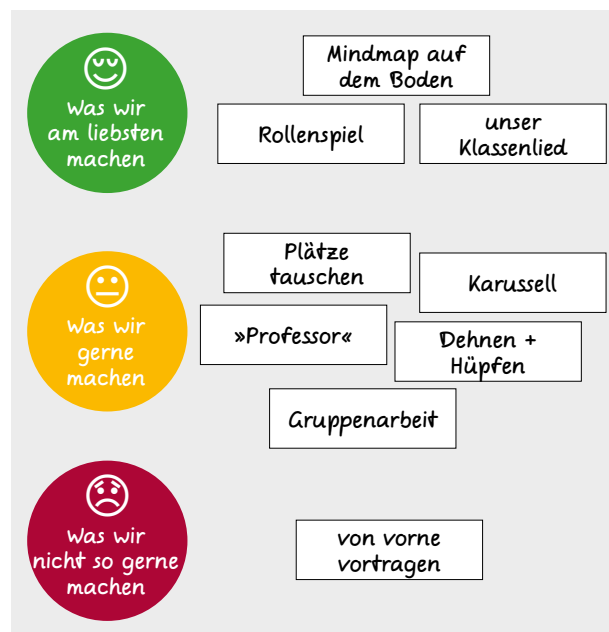 Was wir
am liebsten
machen
Mindmap auf
dem Boden
Rollenspiel
unser
Klassenlied
Was wir
gerne
machen
Plätze
tauschen
Karussell
»Professor«
Dehnen +
Hüpfen
Gruppenarbeit
Was wir
nicht so gerne
machen
von vorne
vortragen